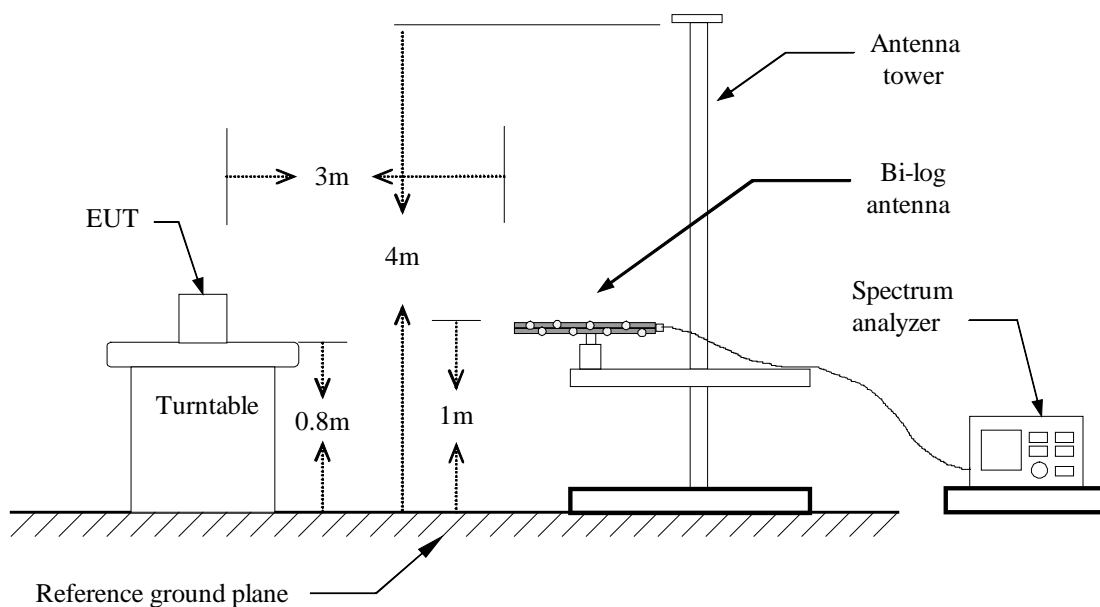 Antenna
tower
3m
Bi-log
antenna
EUT
4m
Spectrum
analyzer
Turntable
0.8m
1m
Reference ground plane